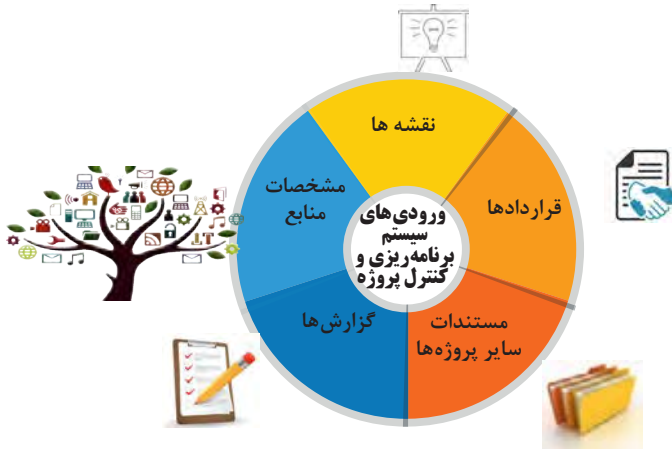 نقشه ها
قراردادها
مستندات
سایر پروژه‌ها
گزارش‌ها
مشخصات
منابع
ورودی‌های
سیستم
برنامه‌ریزی و
کنترل پروژه